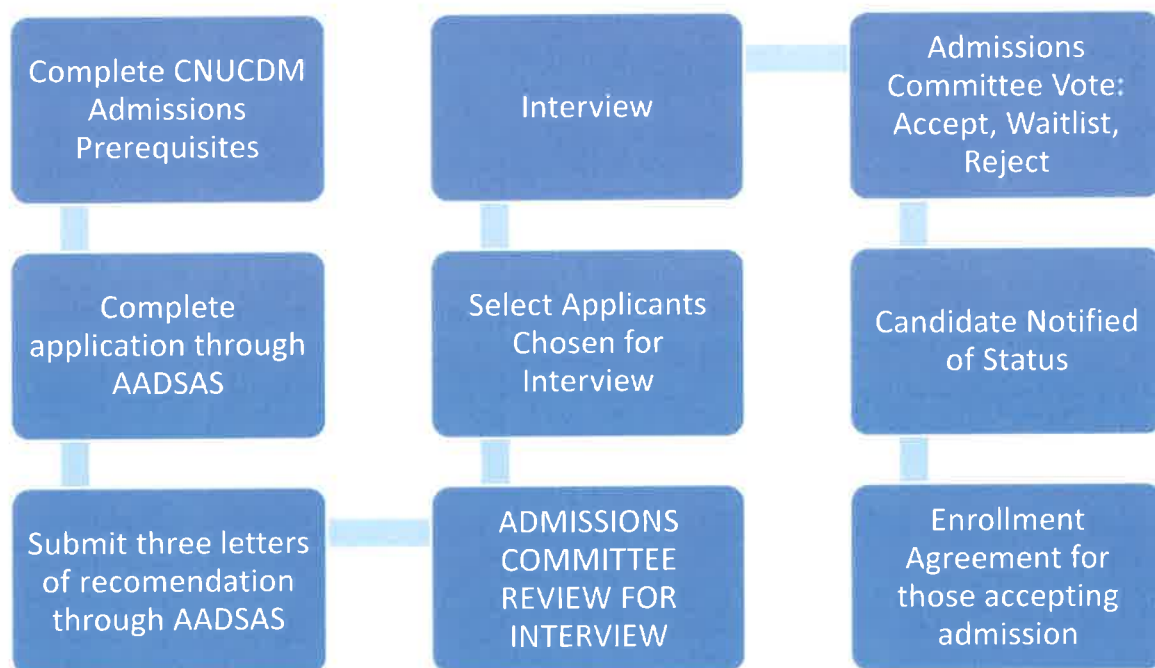 Complete CNUCDM
Admissions
Prerequisites
Complete
application through
AADSAS
Submit three letters
of recomendation
through AADSAS
ADMISSIONS
COMMITTEE
REVIEW FOR
INTERVIEW
Select Applicants
Chosen for
Interview
Interview
Admissions
Committee Vote:
Accept, Waitlist,
Reject
Candidate Notified
of Status
Enrollment
Agreement for
those accepting
admission